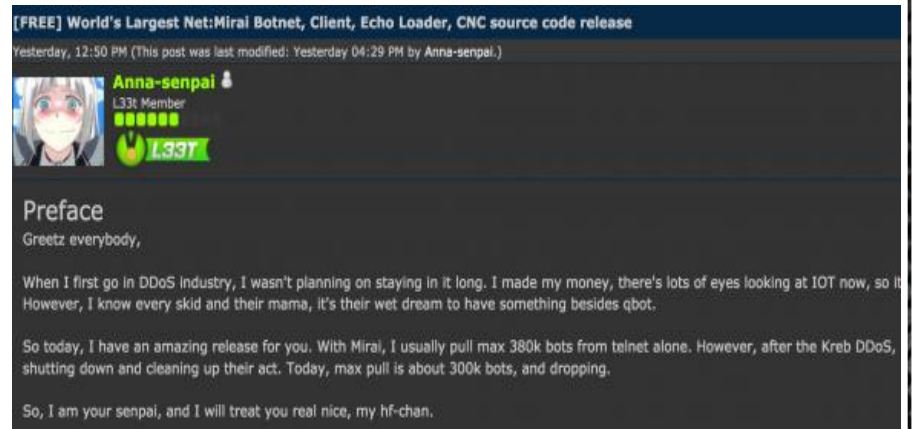 [FREE] World's Largest Net:Mirai Botnet, Client, Echo Loader, CNC source code release
Yesterday, 12:50 PM (This post was last modified: Yesterday 04:29 PM by Anna-senpai.)
Anna-senpai
L33t Member
L33T
Preface
Greetz everybody,
When I first go in DDoS industry, I wasn't planning on staying in it long. I made my money, there's lots of eyes looking at IOT now, so it
However, I know every skid and their mama, it's their wet dream to have something besides qbot.
So today, I have an amazing release for you. With Mirai, I usually pull max 380k bots from telnet alone. However, after the Kreb DDoS,
shutting down and cleaning up their act. Today, max pull is about 300k bots, and dropping.
So, I am your senpai, and I will treat you real nice, my hf-chan.